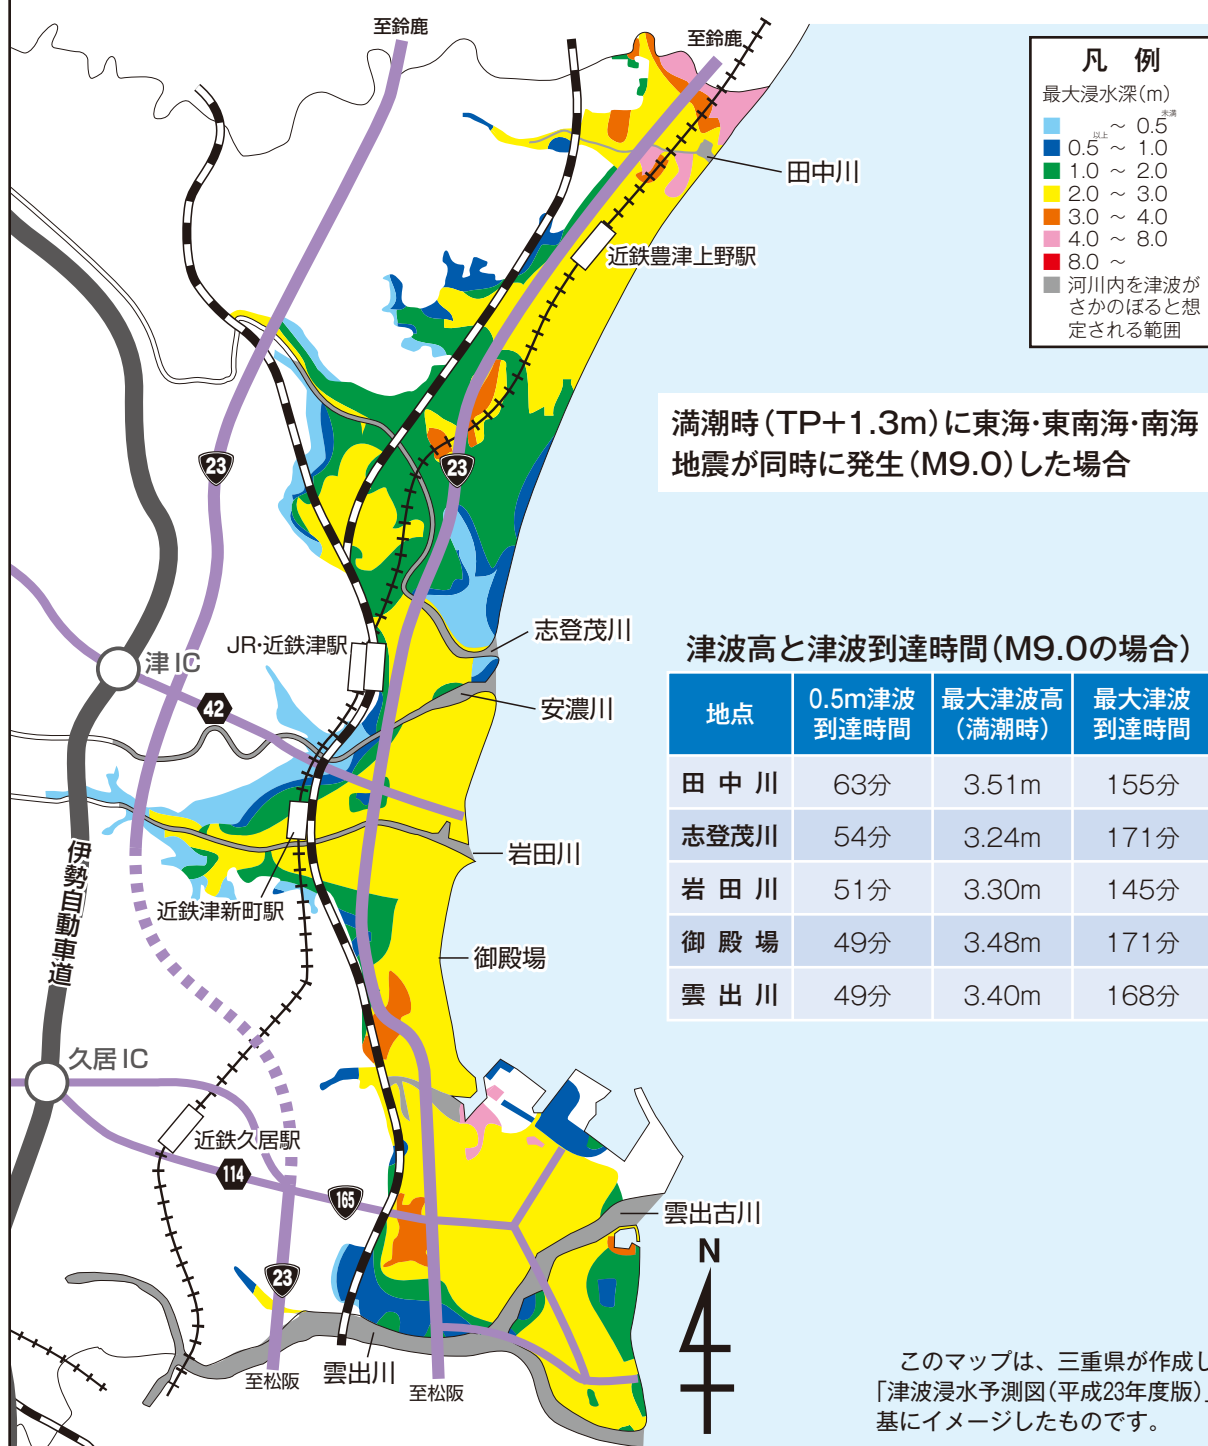 至鈴鹿
至鈴鹿
凡 例
最大浸水深(m)
～ 0.5未満
0.5以上 ～ 1.0
1.0 ～ 2.0
2.0 ～ 3.0
3.0 ～ 4.0
4.0 ～ 8.0
8.0 ～
河川内を津波が
さかのぼると想
定される範囲
田中川
近鉄豊津上野駅
満潮時(TP+1.3m)に東海・東南海・南海
地震が同時に発生(M9.0)した場合
23
23
志登茂川
JR・近鉄津駅
津IC
42
安濃川
津波高と津波到達時間(M9.0の場合)
地点 0.5m津波到達時間 最大津波高(満潮時) 最大津波到達時間
田中川 63分 3.51m 155分
志登茂川 54分 3.24m 171分
岩田川 51分 3.30m 145分
御殿場 49分 3.48m 171分
雲出川 49分 3.40m 168分
岩田川
伊勢自動車道
近鉄津新町駅
御殿場
久居IC
近鉄久居駅
114
165
雲出古川
N
23
至松阪
雲出川
至松阪
このマップは、三重県が作成し
「津波浸水予測図(平成23年度版)」
基にイメージしたものです。